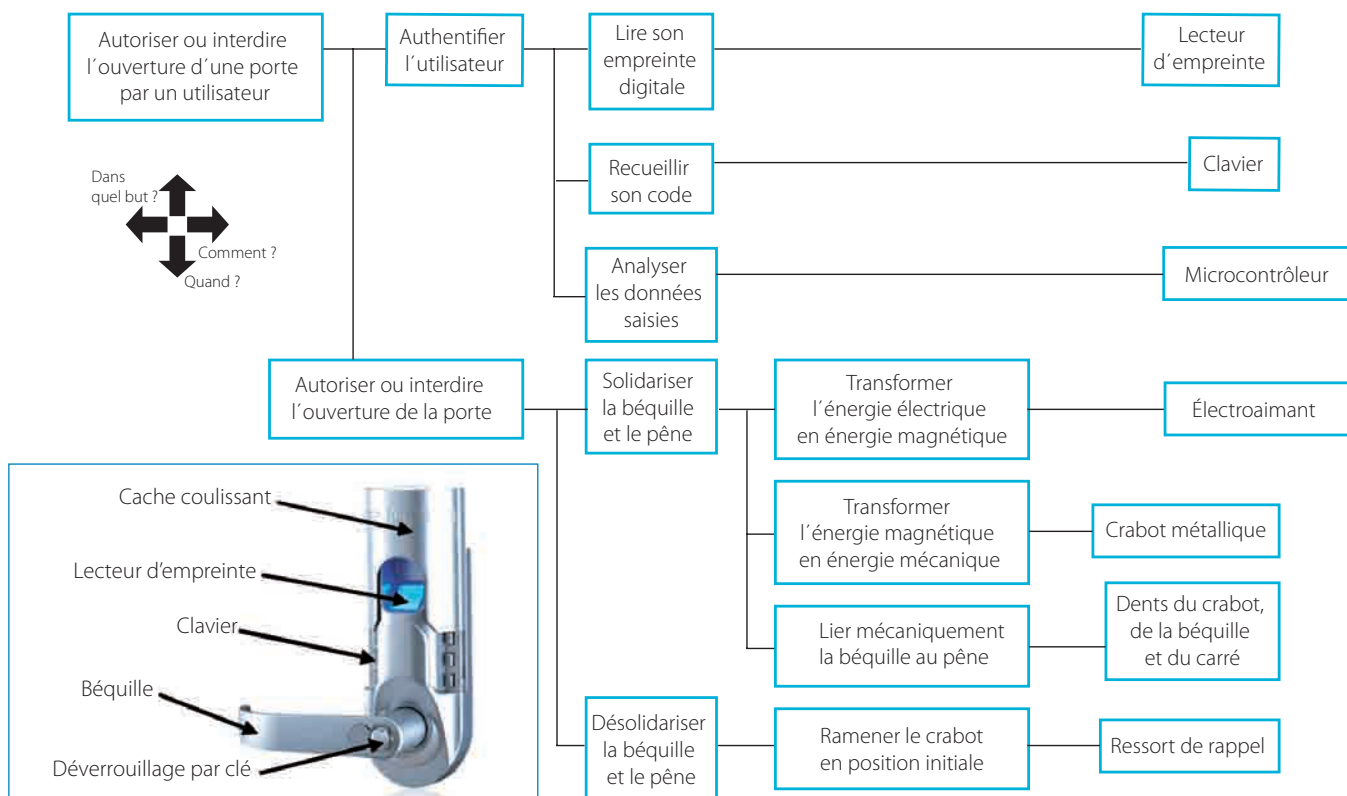 Autoriser ou interdire
l'ouverture d'une porte
par un utilisateur
Authentifier
l'utilisateur
Lire son
empreinte
digitale
Lecteur
d'empreinte
Recueillir
son code
Clavier
Analyser
les données
saisies
Microcontrôleur
Dans
quel but ?
Comment ?
Quand ?
Autoriser ou interdire
l'ouverture de la porte
Solidariser
la béquille
et le pêne
Transformer
l'énergie électrique
en énergie magnétique
Électroaimant
Transformer
l'énergie magnétique
en énergie mécanique
Crabot métallique
Lier mécaniquement
la béquille au pêne
Dents du crabot,
de la béquille
et du carré
Désolidariser
la béquille
et le pêne
Ramener le crabot
en position initiale
Ressort de rappel
Cache coulissant
Lecteur d'empreinte
Clavier
Béquille
Déverrouillage par clé